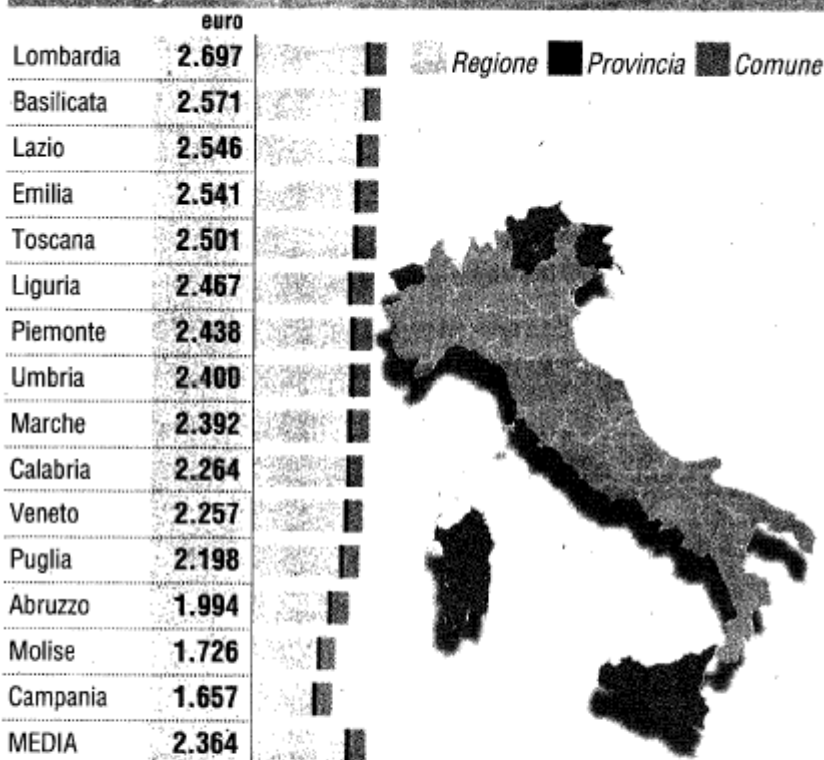 euro
Lombardia 2.697
Regione Provincia Comune
Basilicata 2.571
Lazio 2.546
Emilia 2.541
Toscana 2.501
Liguria 2.467
Piemonte 2.438
Umbria 2.400
Marche 2.392
Calabria 2.264
Veneto 2.257
Puglia 2.198
Abruzzo 1.994
Molise 1.726
Campania 1.657
MEDIA 2.364